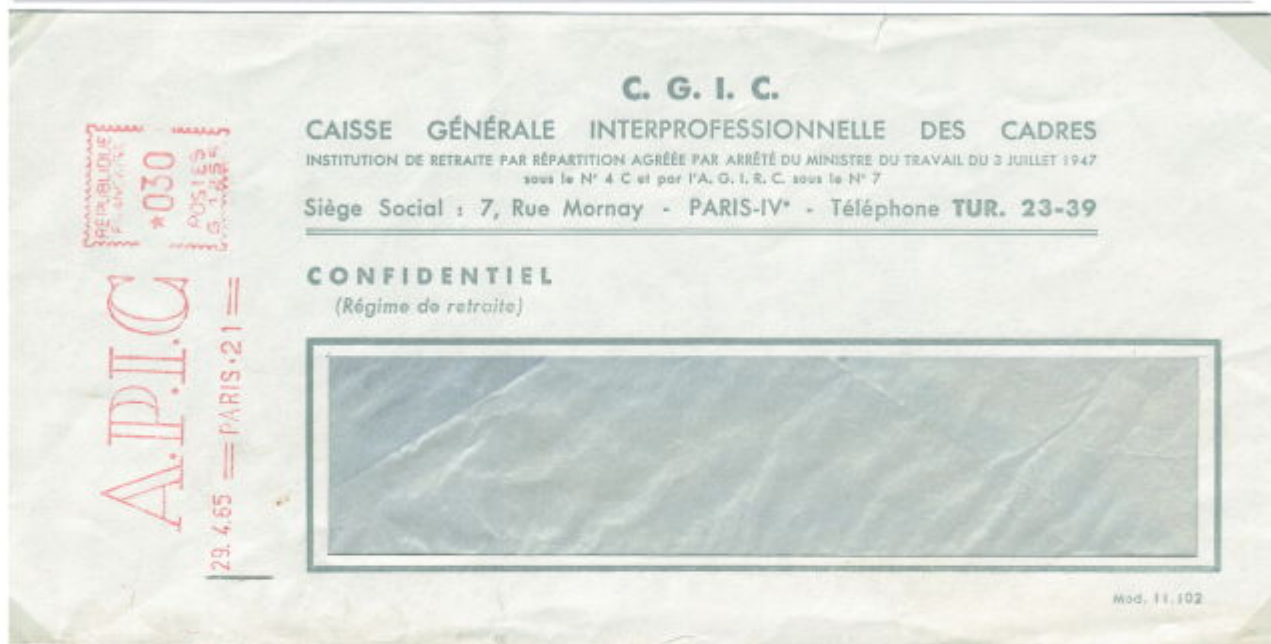 C. G. I. C.
CAISSE GÉNÉRALE INTERPROFESSIONNELLE DES CADRES
INSTITUTION DE RETRAITE PAR RÉPARTITION AGRÉÉE PAR ARRÊTÉ DU MINISTRE DU TRAVAIL DU 3 JUILLET 1947
sous le N° 4 C et par l'A. G. I. R. C. sous le N° 7
Siège Social : 7, Rue Mornay - PARIS-IVe - Téléphone TUR. 23-39
CONFIDENTIEL
(Régime de retraite)
RÉPUBLIQUE
FRANÇAISE
*030
POSTES
A.P.I.C
29.4.65 PARIS·21
Mod. 11.102